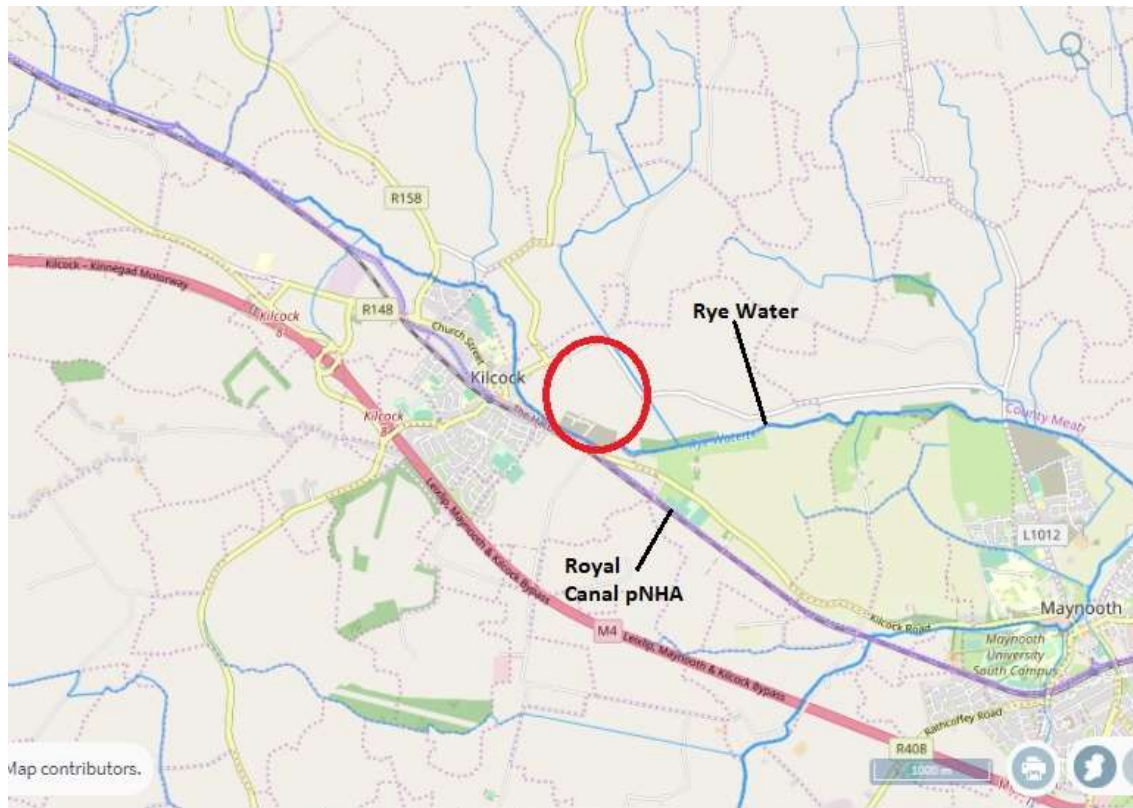 R158
Kilcock – Kinnegad Motorway
Kilcock
R148
Church Street
Rye Water
Kilcock
Kilcock
Rye Water
County Meath
Leixlip, Maynooth & Kilcock Bypass
L1012
Royal
Canal pNHA
Maynooth
Kilcock Road
M4
Leixlip, Maynooth & Kilcock Bypass
Maynooth
University
South Campus
Rathcoffey Road
R408
Map contributors.
1000 m